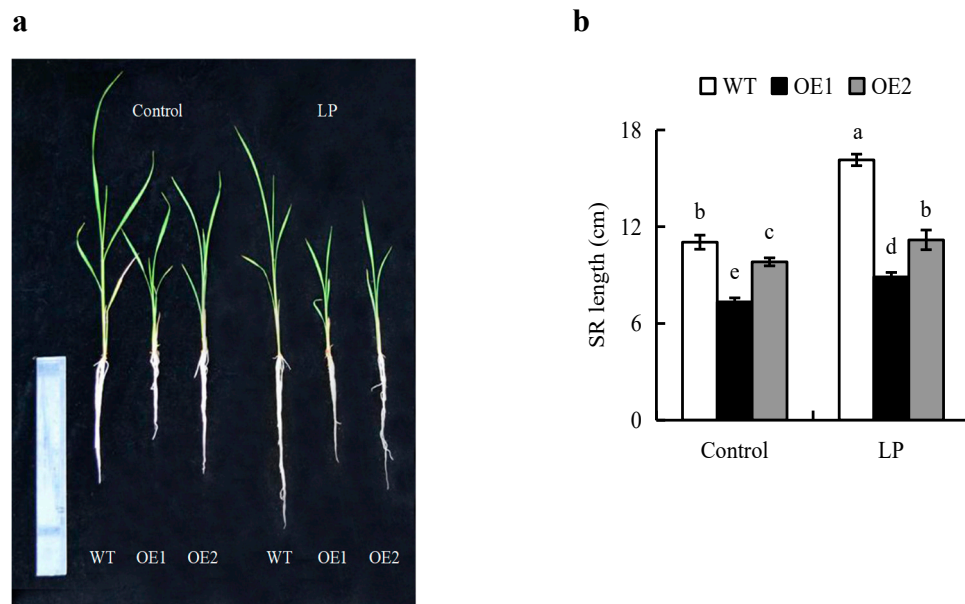 a
b
Control
LP
WT
OE1
OE2
WT
OE1
OE2
WT
OE1
OE2
SR length (cm)
18
12
6
0
a
b
b
c
d
e
Control
LP